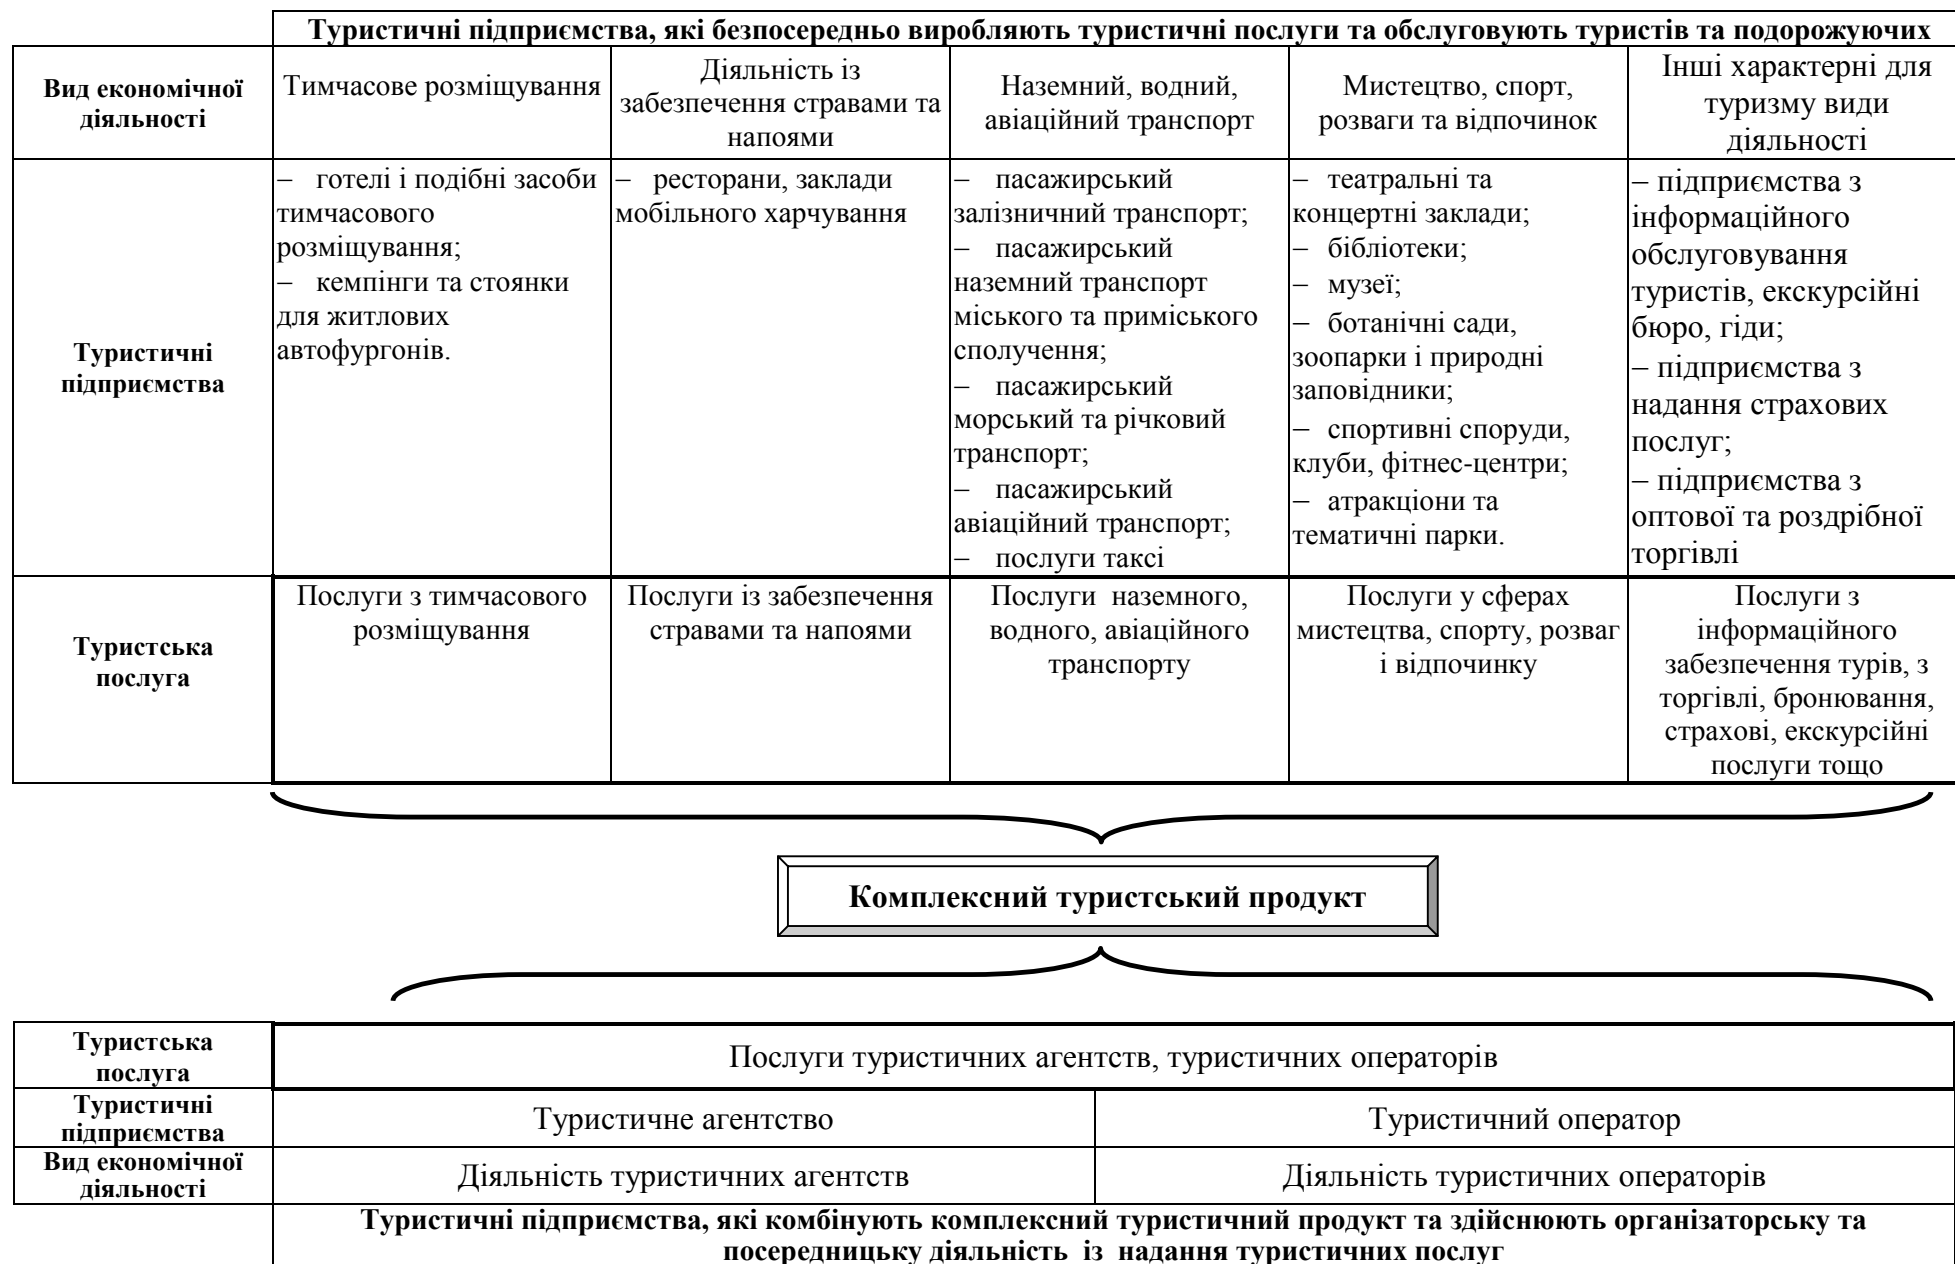 Туристичні підприємства, які безпосередньо виробляють туристичні послуги та обслуговують туристів та подорожуючих
Вид економічної
діяльності
Тимчасове розміщування
Діяльність із
забезпечення стравами та
напоями
Наземний, водний,
авіаційний транспорт
Мистецтво, спорт,
розваги та відпочинок
Інші характерні для
туризму види
діяльності
Туристичні
підприємства
– готелі і подібні засоби
тимчасового
розміщування;
– кемпінги та стоянки
для житлових
автофургонів.
– ресторани, заклади
мобільного харчування
– пасажирський
залізничний транспорт;
– пасажирський
наземний транспорт
міського та приміського
сполучення;
– пасажирський
морський та річковий
транспорт;
– пасажирський
авіаційний транспорт;
– послуги таксі
– театральні та
концертні заклади;
– бібліотеки;
– музеї;
– ботанічні сади,
зоопарки і природні
заповідники;
– спортивні споруди,
клуби, фітнес-центри;
– атракціони та
тематичні парки.
– підприємства з
інформаційного
обслуговування
туристів, екскурсійні
бюро, гіди;
– підприємства з
надання страхових
послуг;
– підприємства з
оптової та роздрібної
торгівлі
Туристська
послуга
Послуги з тимчасового
розміщування
Послуги із забезпечення
стравами та напоями
Послуги наземного,
водного, авіаційного
транспорту
Послуги у сферах
мистецтва, спорту, розваг
і відпочинку
Послуги з
інформаційного
забезпечення турів, з
торгівлі, бронювання,
страхові, екскурсійні
послуги тощо
Комплексний туристський продукт
Туристська
послуга
Послуги туристичних агентств, туристичних операторів
Туристичні
підприємства
Туристичне агентство
Туристичний оператор
Вид економічної
діяльності
Діяльність туристичних агентств
Діяльність туристичних операторів
Туристичні підприємства, які комбінують комплексний туристичний продукт та здійснюють організаторську та
посередницьку діяльність із надання туристичних послуг